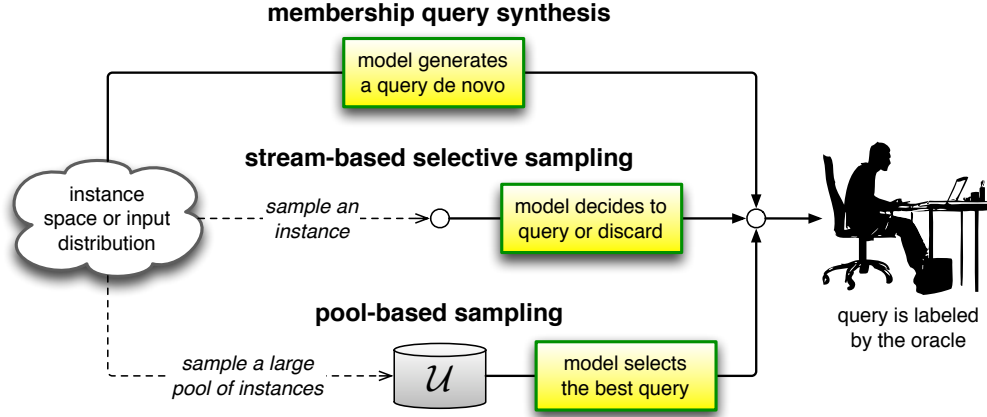 membership query synthesis
model generates
a query de novo
stream-based selective sampling
instance
space or input
distribution
sample an
instance
model decides to
query or discard
pool-based sampling
sample a large
pool of instances
U
model selects
the best query
query is labeled
by the oracle